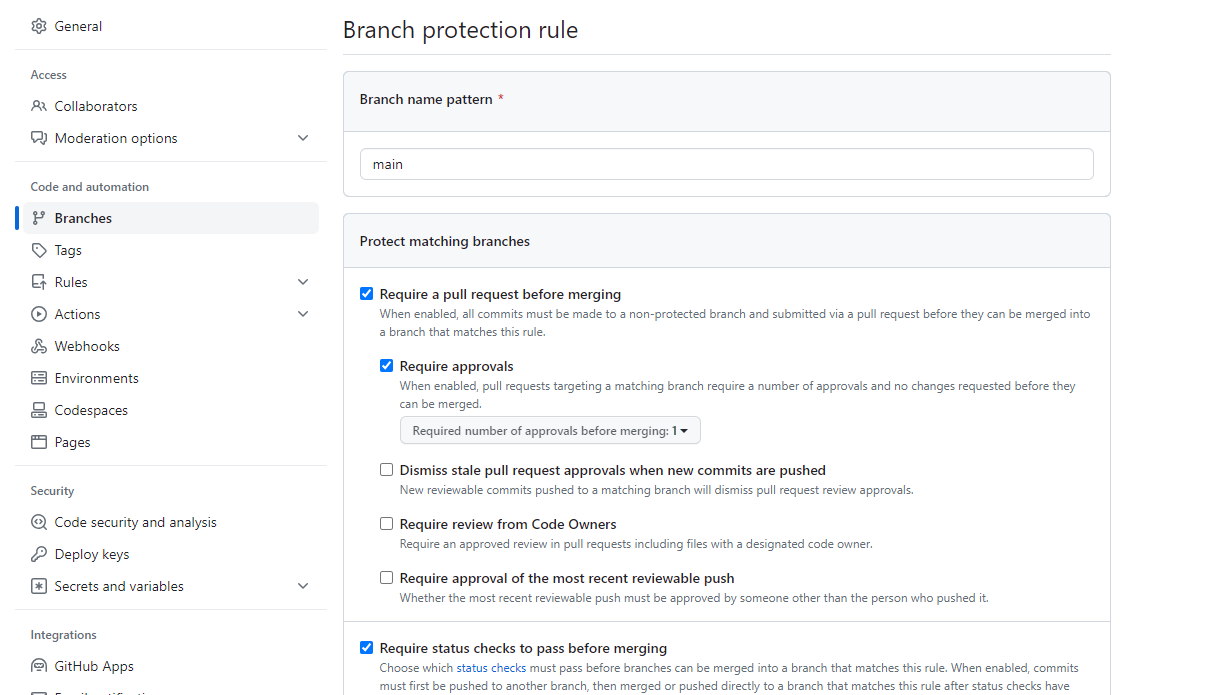 General
Access
Collaborators
Moderation options
Code and automation
Branches
Tags
Rules
Actions
Webhooks
Environments
Codespaces
Pages
Security
Code security and analysis
Deploy keys
Secrets and variables
Integrations
GitHub Apps
Branch protection rule
Branch name pattern *
main
Protect matching branches
Require a pull request before merging
When enabled, all commits must be made to a non-protected branch and submitted via a pull request before they can be merged into
a branch that matches this rule.
Require approvals
When enabled, pull requests targeting a matching branch require a number of approvals and no changes requested before they
can be merged.
Required number of approvals before merging: 1
Dismiss stale pull request approvals when new commits are pushed
New reviewable commits pushed to a matching branch will dismiss pull request review approvals.
Require review from Code Owners
Require an approved review in pull requests including files with a designated code owner.
Require approval of the most recent reviewable push
Whether the most recent reviewable push must be approved by someone other than the person who pushed it.
Require status checks to pass before merging
Choose which status checks must pass before branches can be merged into a branch that matches this rule. When enabled, commits
must first be pushed to another branch, then merged or pushed directly to a branch that matches this rule after status checks have